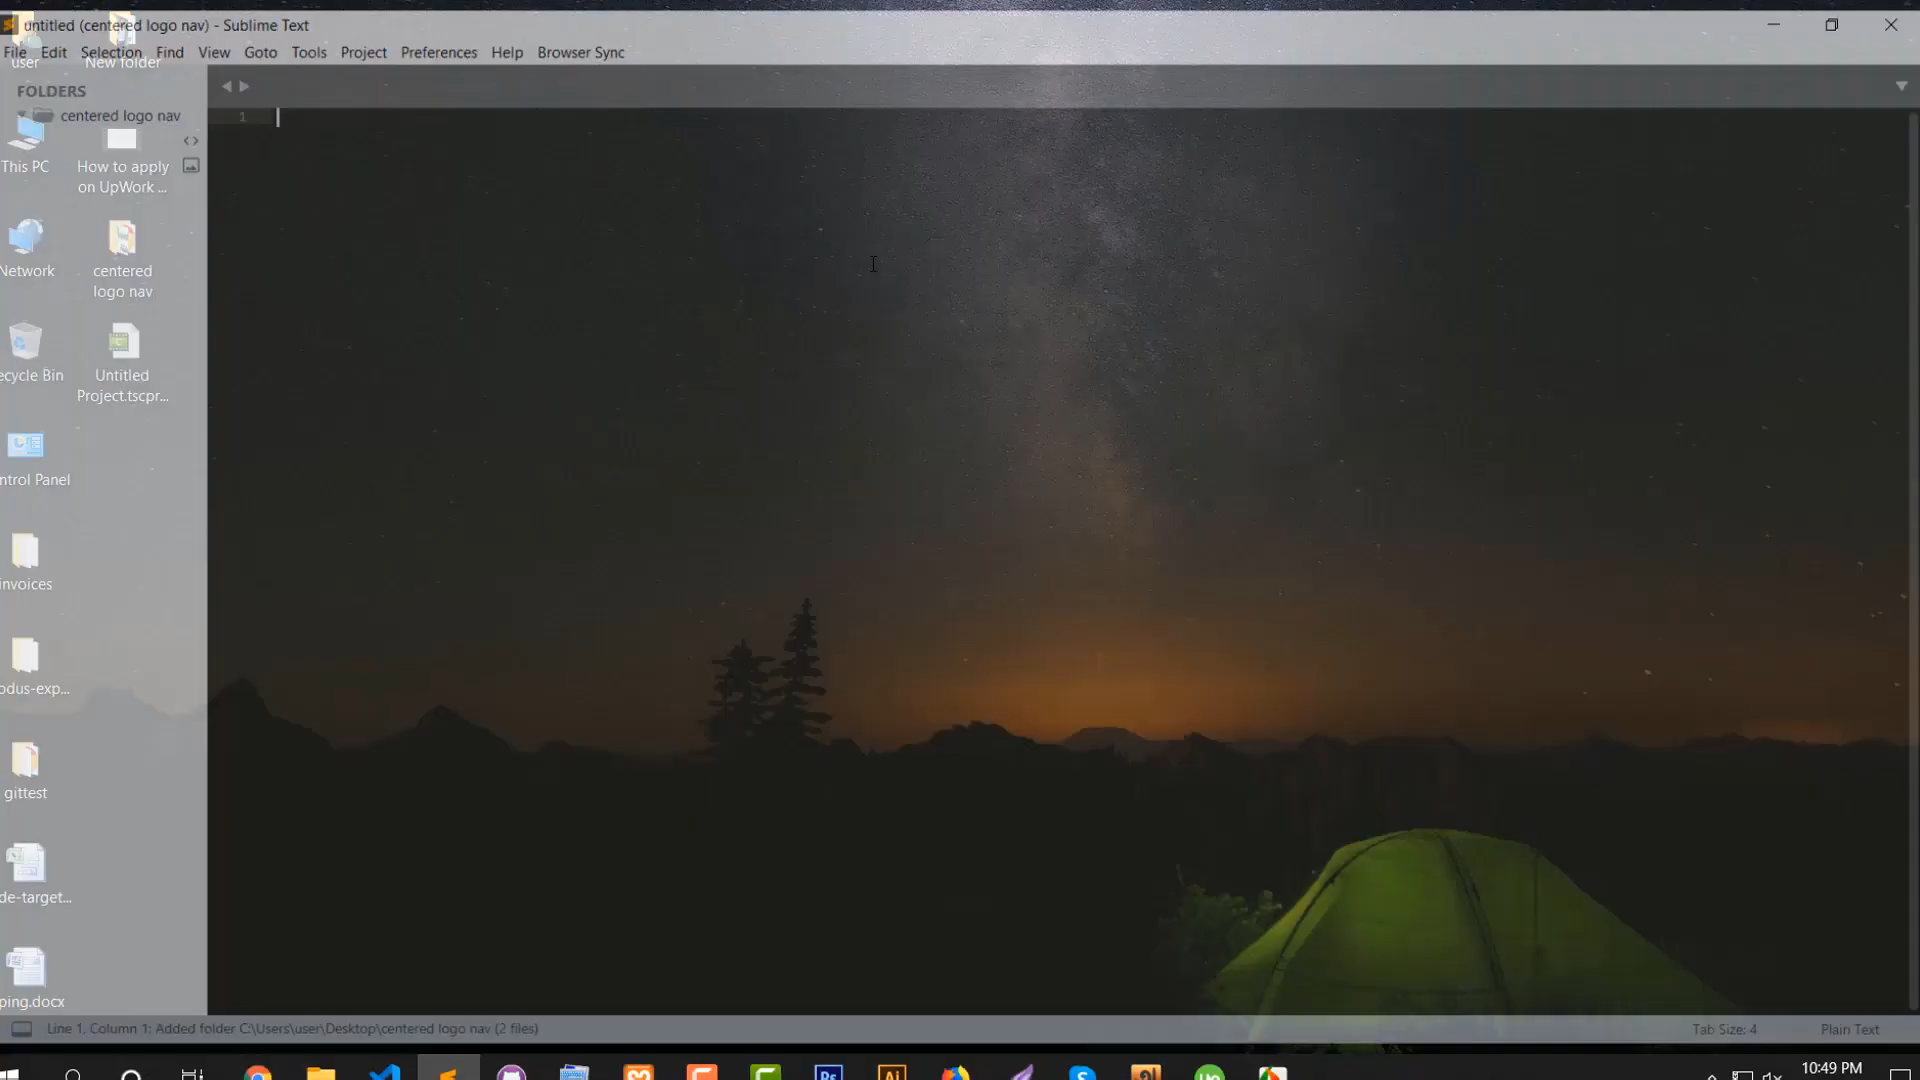 untitled (centered logo nav) - Sublime Text
File Edit Selection Find View Goto Tools Project Preferences Help Browser Sync
user
New folder
FOLDERS
centered logo nav
1
This PC
How to apply
on UpWork ...
Network
centered
logo nav
ecycle Bin
Untitled
Project.tscpr...
ntrol Panel
invoices
odus-exp...
gittest
de-target...
ping.docx
Line 1, Column 1: Added folder C:\Users\user\Desktop\centered logo nav (2 files)
Tab Size: 4
Plain Text
Ps
Ai
10:49 PM